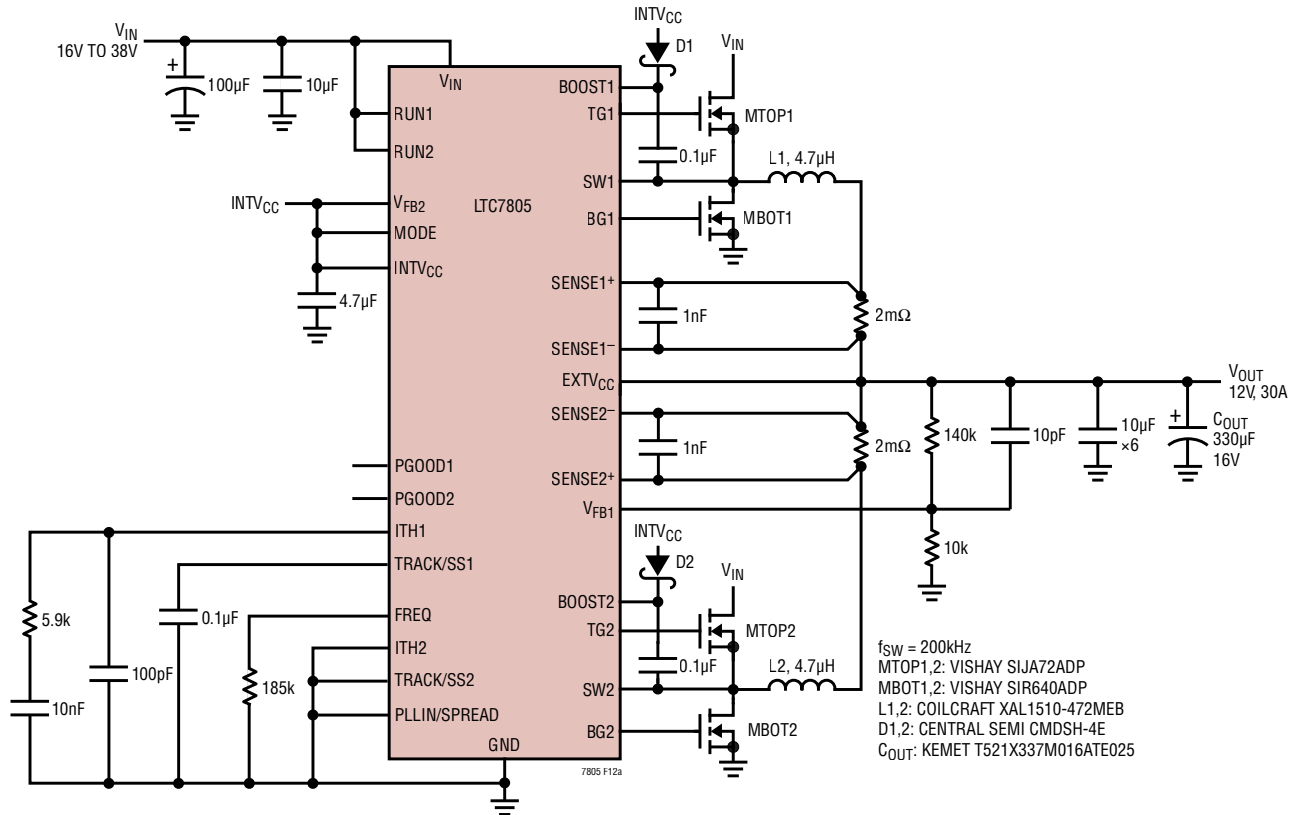 V_IN
16V TO 38V
100µF
10µF
INTV_CC
D1
V_IN
V_IN
RUN1
RUN2
V_FB2
MODE
INTV_CC
INTV_CC
4.7µF
LTC7805
BOOST1
TG1
SW1
BG1
0.1µF
MTOP1
MBOT1
L1, 4.7µH
SENSE1+
1nF
SENSE1–
2mΩ
EXTV_CC
SENSE2–
1nF
SENSE2+
2mΩ
V_FB1
V_OUT
12V, 30A
140k
10pF
10µF
×6
+
C_OUT
330µF
16V
10k
PGOOD1
PGOOD2
ITH1
TRACK/SS1
FREQ
ITH2
TRACK/SS2
PLLIN/SPREAD
GND
5.9k
10nF
100pF
0.1µF
185k
INTV_CC
D2
V_IN
BOOST2
TG2
SW2
BG2
0.1µF
MTOP2
MBOT2
L2, 4.7µH
f_SW = 200kHz
MTOP1,2: VISHAY SIJA72ADP
MBOT1,2: VISHAY SIR640ADP
L1,2: COILCRAFT XAL1510-472MEB
D1,2: CENTRAL SEMI CMDSH-4E
C_OUT: KEMET T521X337M016ATE025
7805 F12a
+